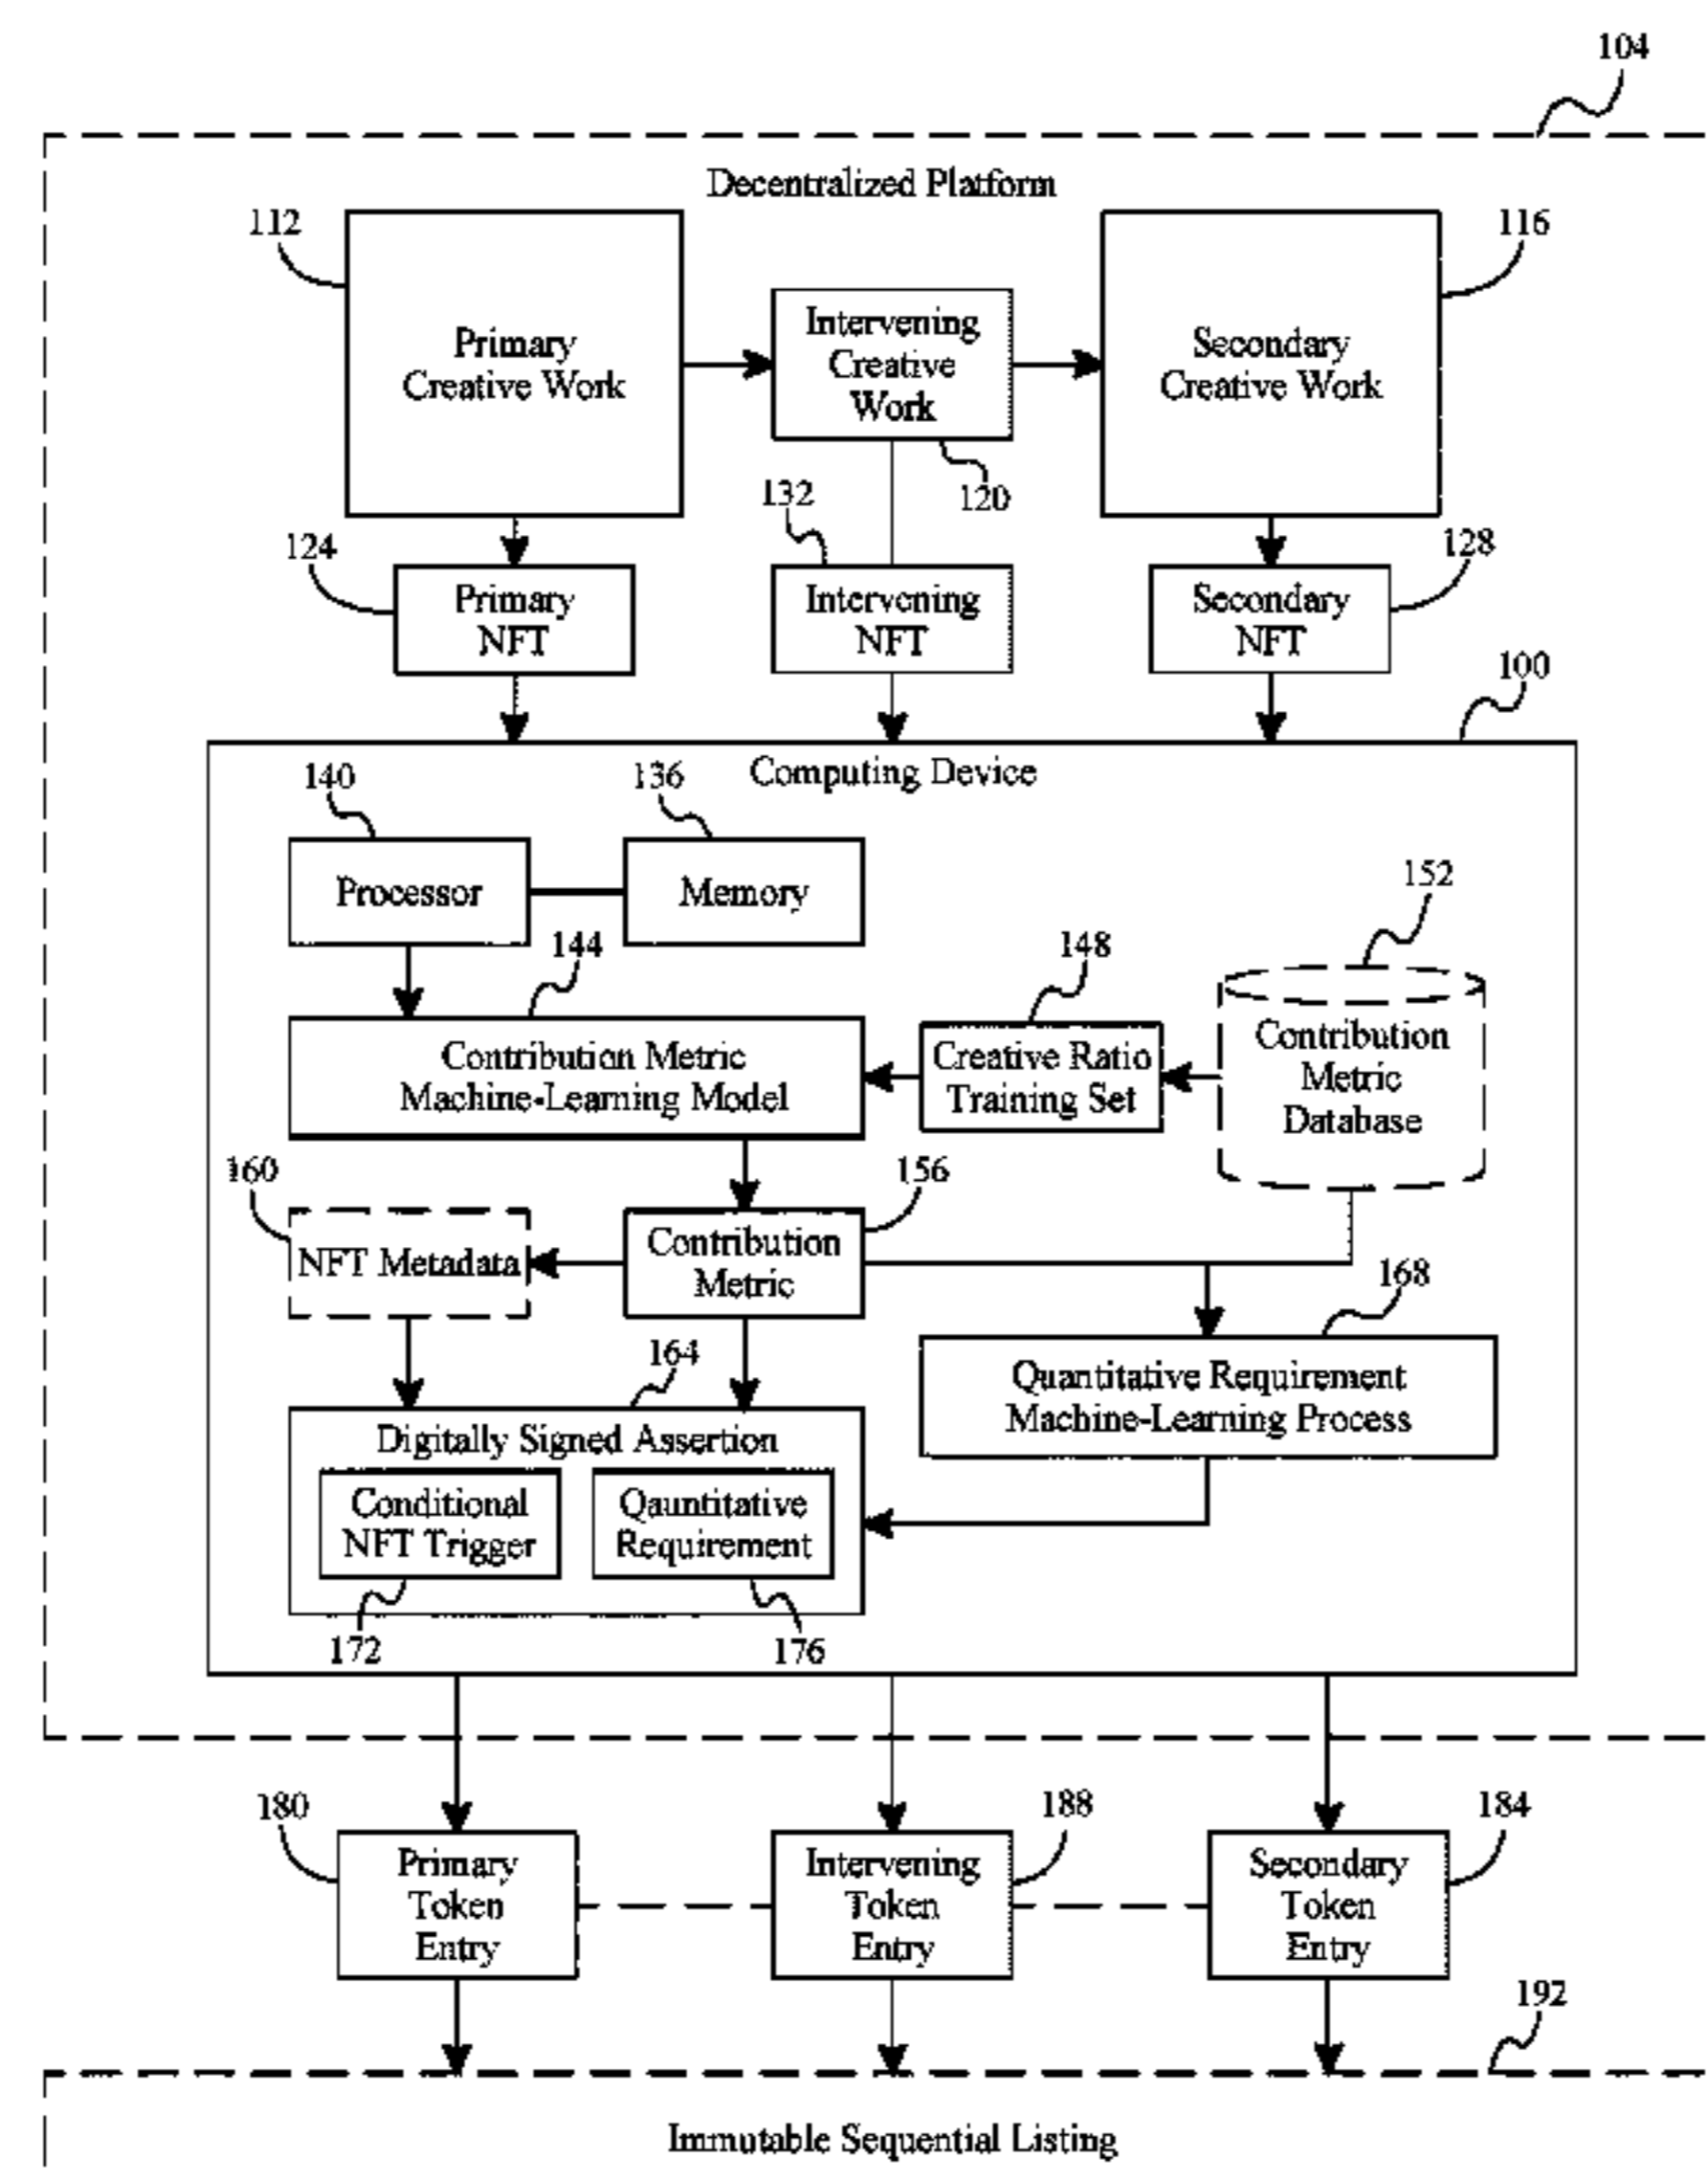 104
Decentralized Platform
112
116
Primary
Creative Work
Intervening
Creative
Work
Secondary
Creative Work
120
132
124
128
Primary
NFT
Intervening
NFT
Secondary
NFT
100
Computing Device
140
136
Processor
Memory
152
144
148
Contribution Metric
Machine-Learning Model
Creative Ratio
Training Set
Contribution
Metric
Database
160
156
NFT Metadata
Contribution
Metric
168
164
Quantitative Requirement
Machine-Learning Process
Digitally Signed Assertion
Conditional
NFT Trigger
Qauntitative
Requirement
172
176
180
188
184
Primary
Token
Entry
Intervening
Token
Entry
Secondary
Token
Entry
192
Immutable Sequential Listing